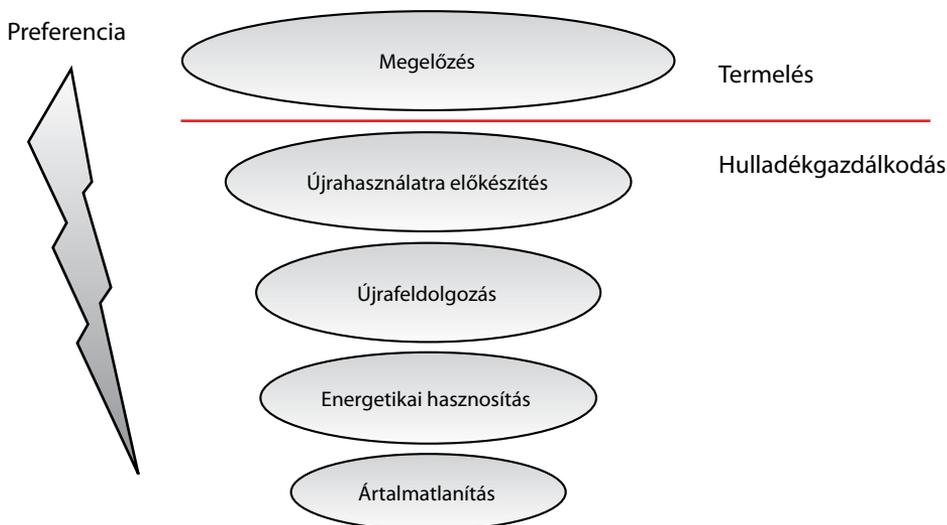 Preferencia
Megelőzés
Termelés
Hulladékgazdálkodás
Újrahasználatra előkészítés
Újrafeldolgozás
Energetikai hasznosítás
Ártalmatlanítás